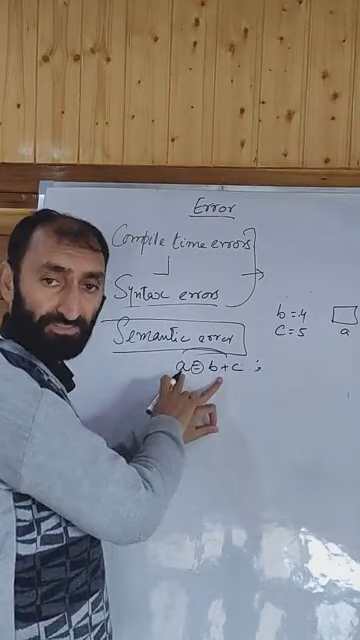 Error
Compile time errors
Syntax errors
Semantic error
a = b + c ;
b = 4
c = 5
a